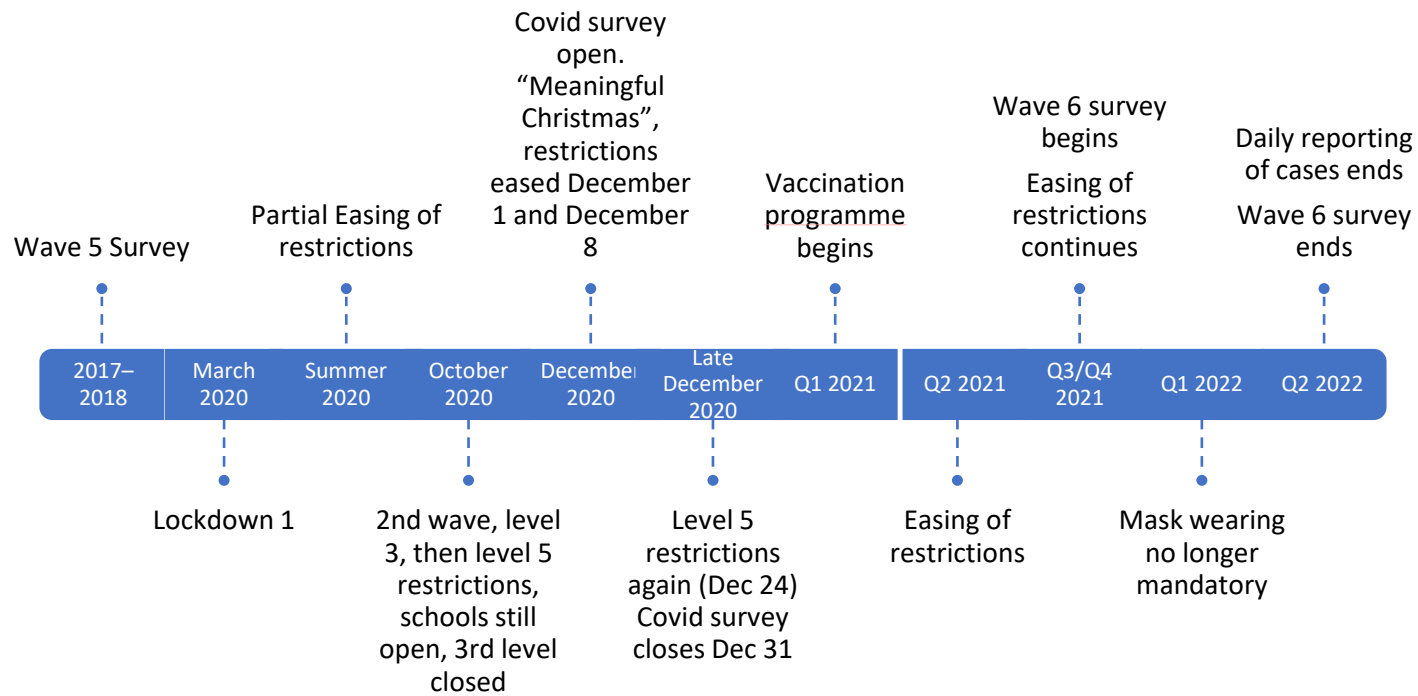 Covid survey
open.
“Meaningful
Christmas”,
restrictions
eased December
1 and December
8
Wave 6 survey
begins
Easing of
restrictions
continues
Daily reporting
of cases ends
Wave 6 survey
ends
Vaccination
programme
begins
Partial Easing of
restrictions
Wave 5 Survey
2017–
2018
March
2020
Summer
2020
October
2020
December
2020
Late
December
2020
Q1 2021
Q2 2021
Q3/Q4
2021
Q1 2022
Q2 2022
Lockdown 1
2nd wave, level
3, then level 5
restrictions,
schools still
open, 3rd level
closed
Level 5
restrictions
again (Dec 24)
Covid survey
closes Dec 31
Easing of
restrictions
Mask wearing
no longer
mandatory